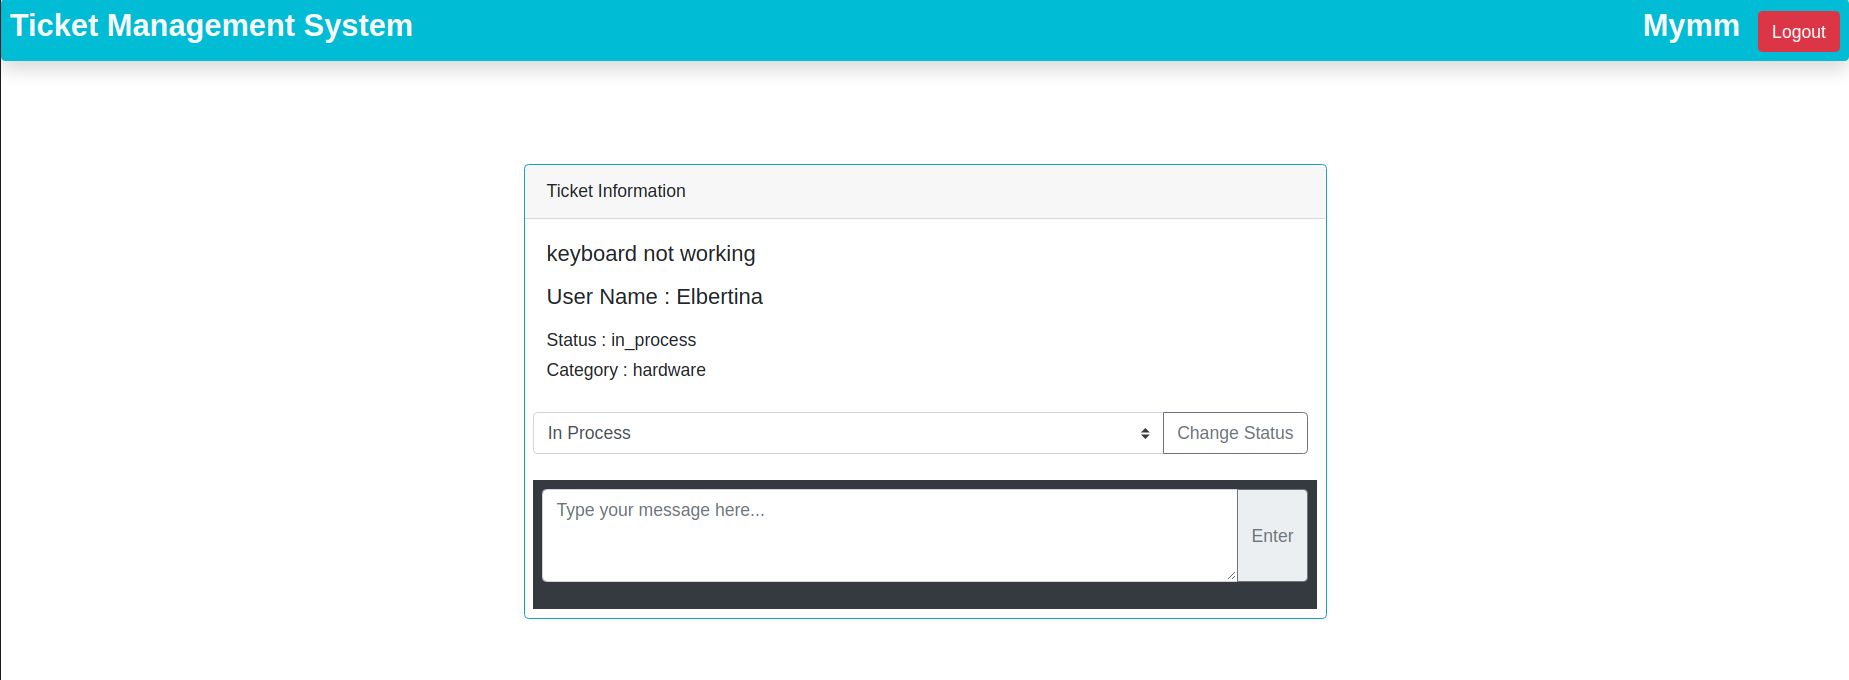 Ticket Management System
Mymm
Logout
Ticket Information
keyboard not working
User Name : Elbertina
Status : in_process
Category : hardware
In Process
Change Status
Type your message here...
Enter